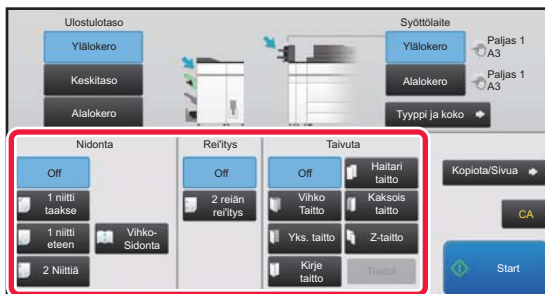 Ulostulotaso
Ylälokero
Keskitaso
Alalokero
Syöttölaite
Ylälokero
Paljas 1
A3
Alalokero
Paljas 1
A3
Tyyppi ja koko
Nidonta
Off
1 niitti
taakse
1 niitti
eteen
2 Niittiä
Vihko-
Sidonta
Rei'itys
Off
2 reiän
rei'itys
Taivuta
Off
Haitari
taitto
Vihko
Taitto
Kaksois
taitto
Yks. taitto
Z-taitto
Kirje
taitto
Tiedot
Kopiota/Sivua
CA
Start